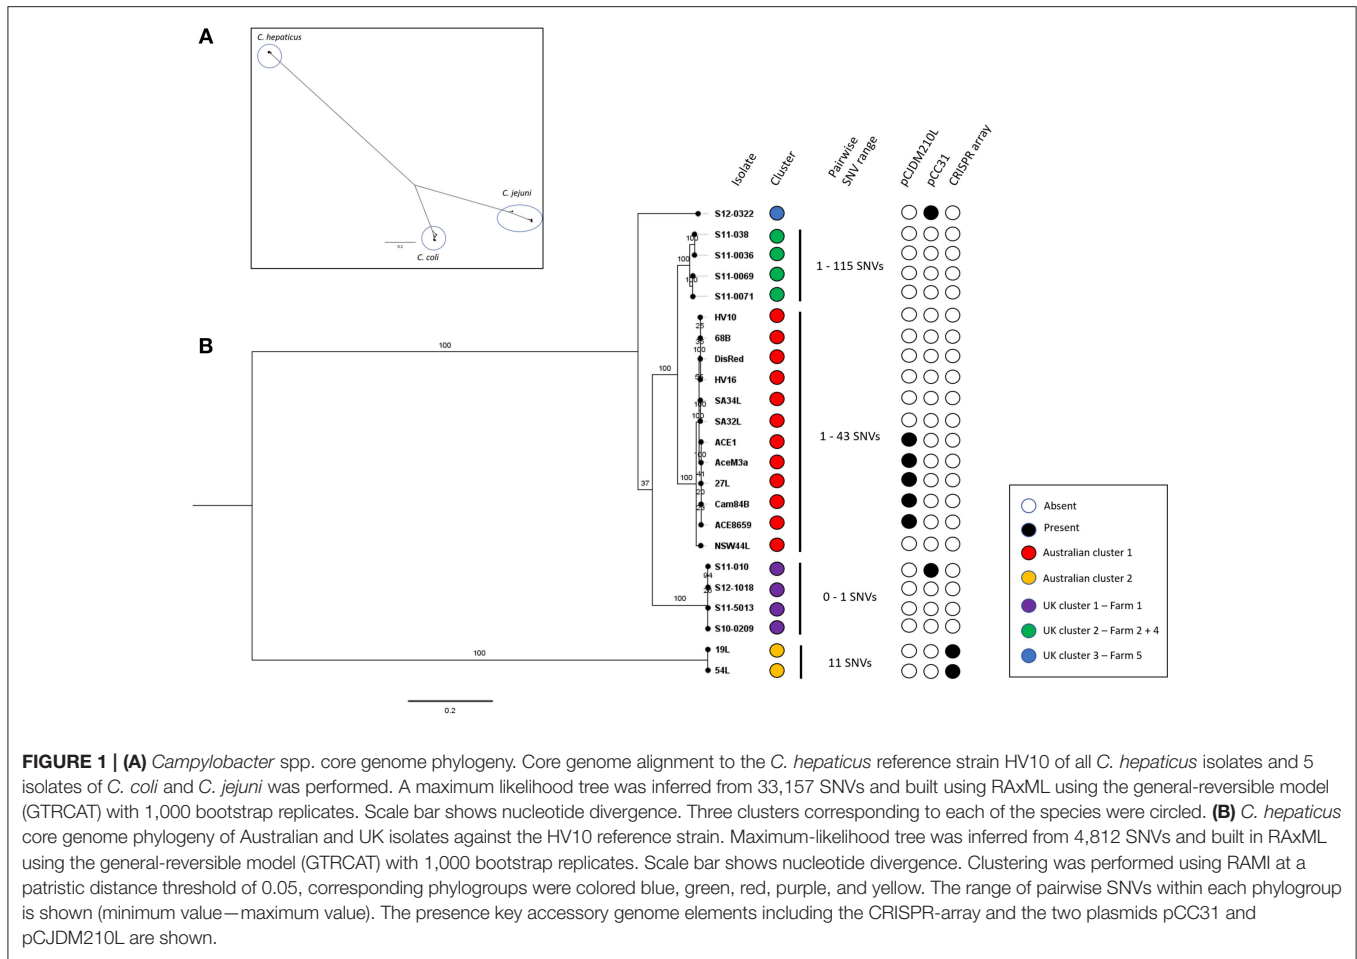 A
C. hepaticus
C. jejuni
0.2
C. coli
Isolate
Cluster
Pairwise
SNV range
pCJDM210L
pCC31
CRISPR array
B
S12-0322
S11-038
100
S11-0036
100
1 - 115 SNVs
S11-0069
100
S11-0071
HV10
25
68B
100
100
DisRed
HV16
100
SA34L
100
SA32L
100
1 - 43 SNVs
ACE1
100
AceM3a
41
100
27L
20
Cam84B
ACE8659
NSW44L
37
S11-010
94
S12-1018
0 - 1 SNVs
100
S11-5013
S10-0209
100
19L
11 SNVs
54L
0.2
Absent
Present
Australian cluster 1
Australian cluster 2
UK cluster 1 – Farm 1
UK cluster 2 – Farm 2 + 4
UK cluster 3 – Farm 5
FIGURE 1 | (A) Campylobacter spp. core genome phylogeny. Core genome alignment to the C. hepaticus reference strain HV10 of all C. hepaticus isolates and 5
isolates of C. coli and C. jejuni was performed. A maximum likelihood tree was inferred from 33,157 SNVs and built using RAxML using the general-reversible model
(GTRCAT) with 1,000 bootstrap replicates. Scale bar shows nucleotide divergence. Three clusters corresponding to each of the species were circled. (B) C. hepaticus
core genome phylogeny of Australian and UK isolates against the HV10 reference strain. Maximum-likelihood tree was inferred from 4,812 SNVs and built in RAxML
using the general-reversible model (GTRCAT) with 1,000 bootstrap replicates. Scale bar shows nucleotide divergence. Clustering was performed using RAMI at a
patristic distance threshold of 0.05, corresponding phylogroups were colored blue, green, red, purple, and yellow. The range of pairwise SNVs within each phylogroup
is shown (minimum value—maximum value). The presence key accessory genome elements including the CRISPR-array and the two plasmids pCC31 and
pCJDM210L are shown.